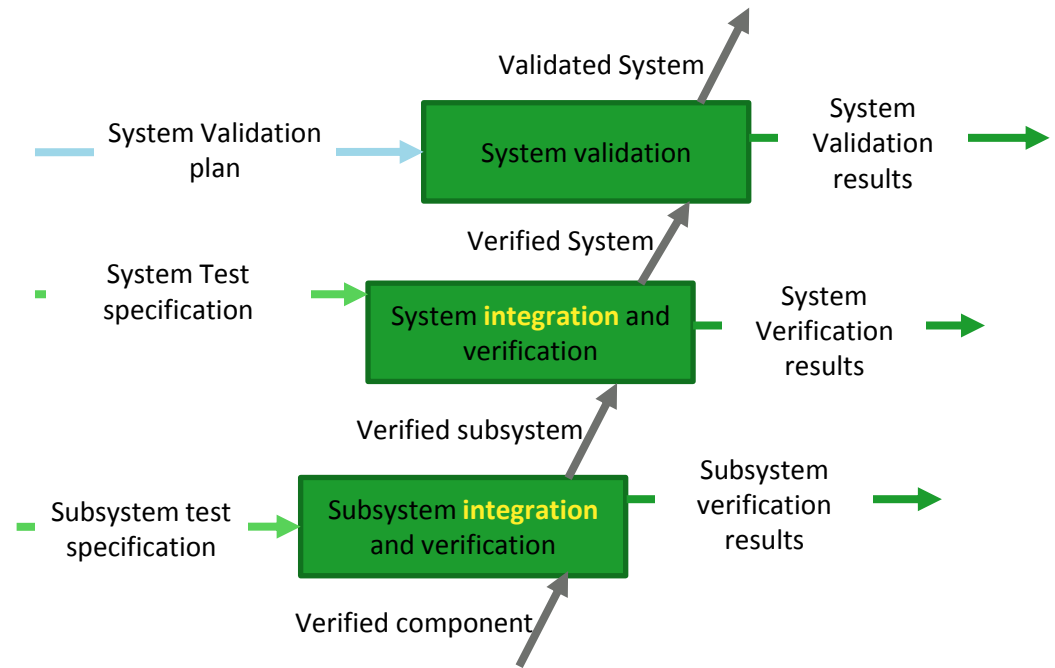 Validated System
System Validation
plan
System validation
System
Validation
results
Verified System
System Test
specification
System integration and
verification
System
Verification
results
Verified subsystem
Subsystem test
specification
Subsystem integration
and verification
Subsystem
verification
results
Verified component